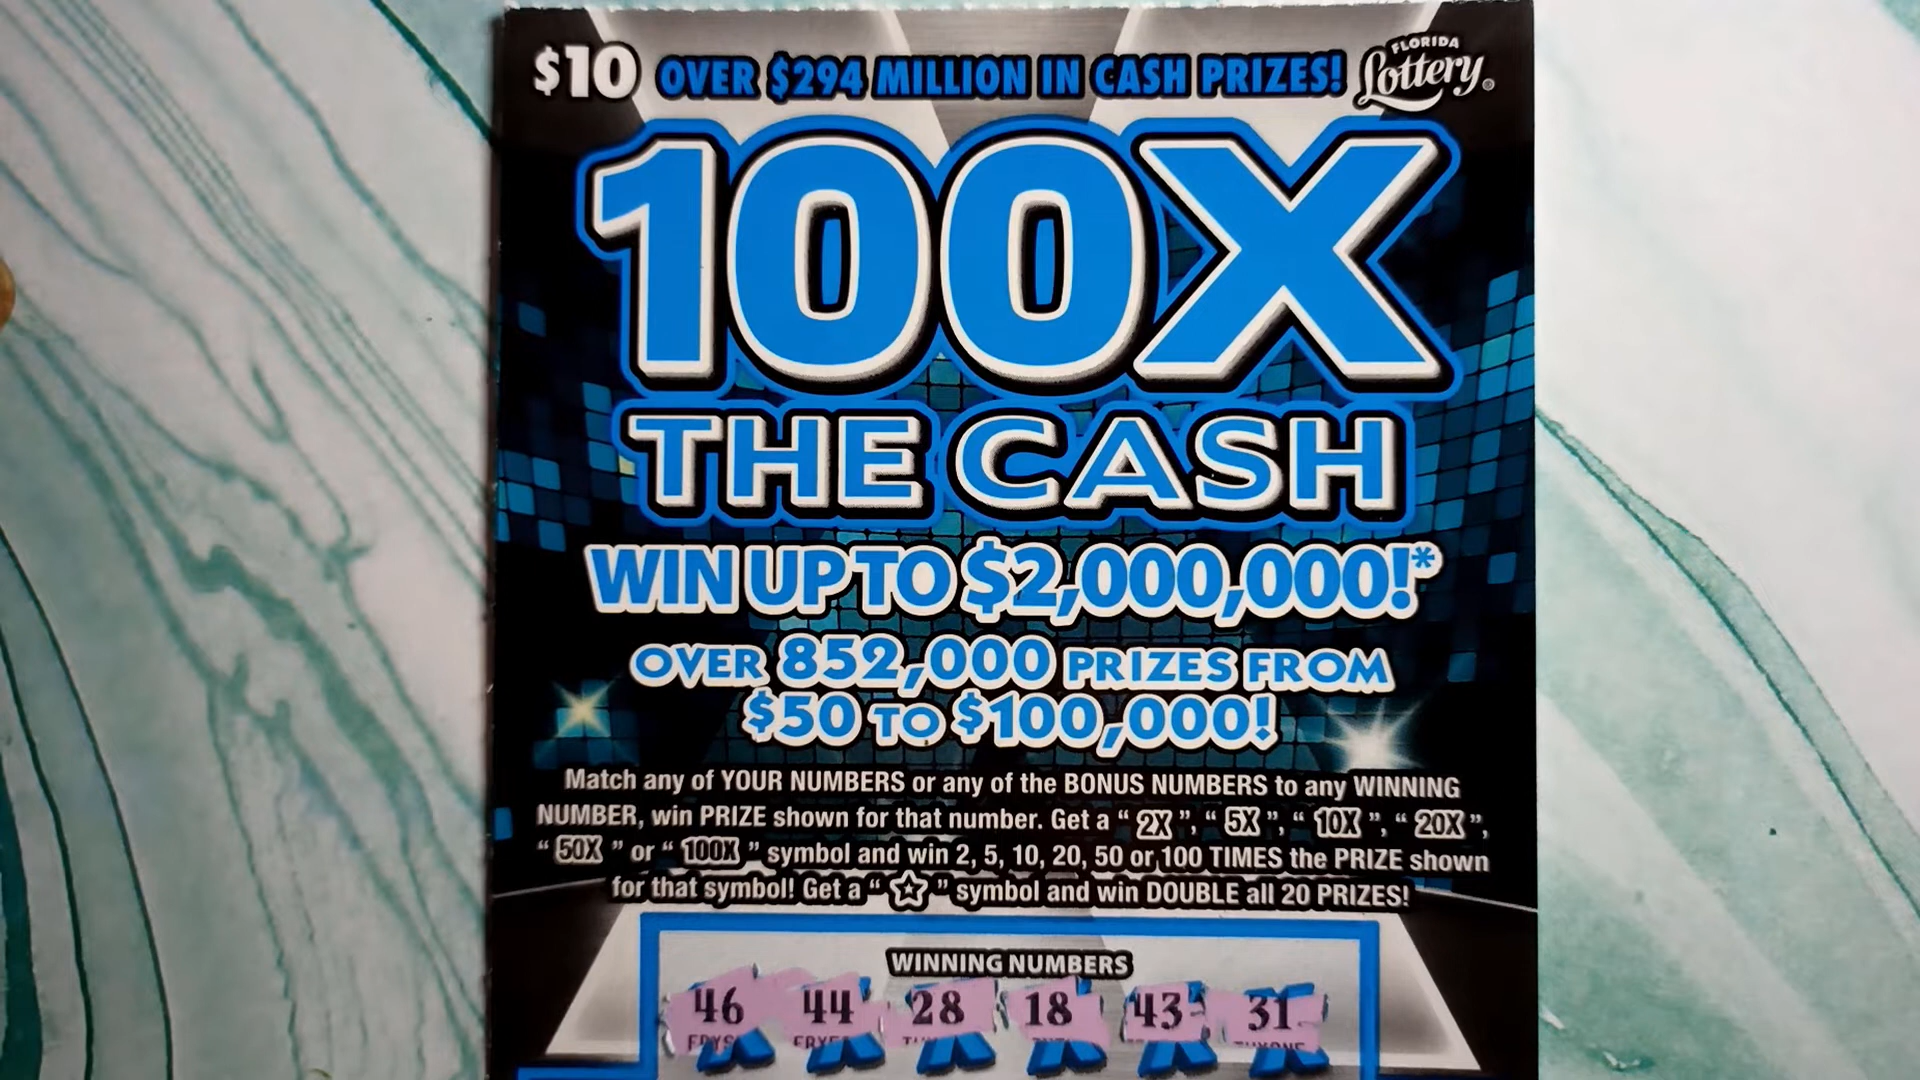 $10 OVER $294 MILLION IN CASH PRIZES! FLORIDA Lottery®
100X
THE CASH
WIN UP TO $2,000,000!*
OVER 852,000 PRIZES FROM
$50 TO $100,000!
Match any of YOUR NUMBERS or any of the BONUS NUMBERS to any WINNING
NUMBER, win PRIZE shown for that number. Get a “ 2X ”, “ 5X ”, “ 10X ”, “ 20X ”,
“ 50X ” or “ 100X ” symbol and win 2, 5, 10, 20, 50 or 100 TIMES the PRIZE shown
for that symbol! Get a “ ” symbol and win DOUBLE all 20 PRIZES!
WINNING NUMBERS
46 44 28 18 43 31